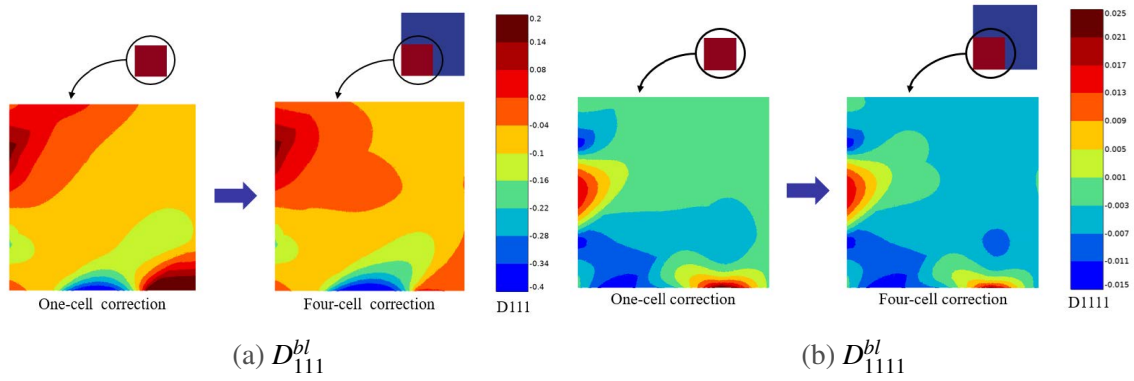 0.2
0.14
0.08
0.02
-0.04
-0.1
-0.16
-0.22
-0.28
-0.34
-0.4
D111
One-cell correction
Four-cell correction
(a) D^{bl}_{111}
0.025
0.021
0.017
0.013
0.009
0.005
0.001
-0.003
-0.007
-0.011
-0.015
D1111
One-cell correction
Four-cell correction
(b) D^{bl}_{1111}